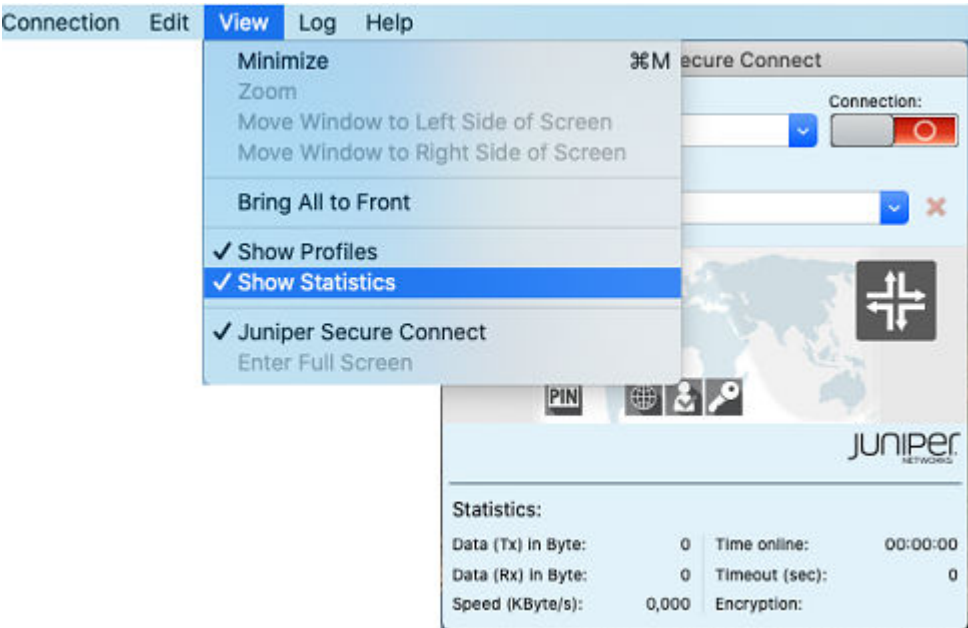 Connection Edit View Log Help
Minimize ⌘M
ecure Connect
Zoom
Connection:
Move Window to Left Side of Screen
Move Window to Right Side of Screen
Bring All to Front
✓ Show Profiles
✓ Show Statistics
✓ Juniper Secure Connect
Enter Full Screen
PIN
JUNIPer
NETWORKS
Statistics:
Data (Tx) in Byte: 0 Time online: 00:00:00
Data (Rx) in Byte: 0 Timeout (sec): 0
Speed (KByte/s): 0,000 Encryption: